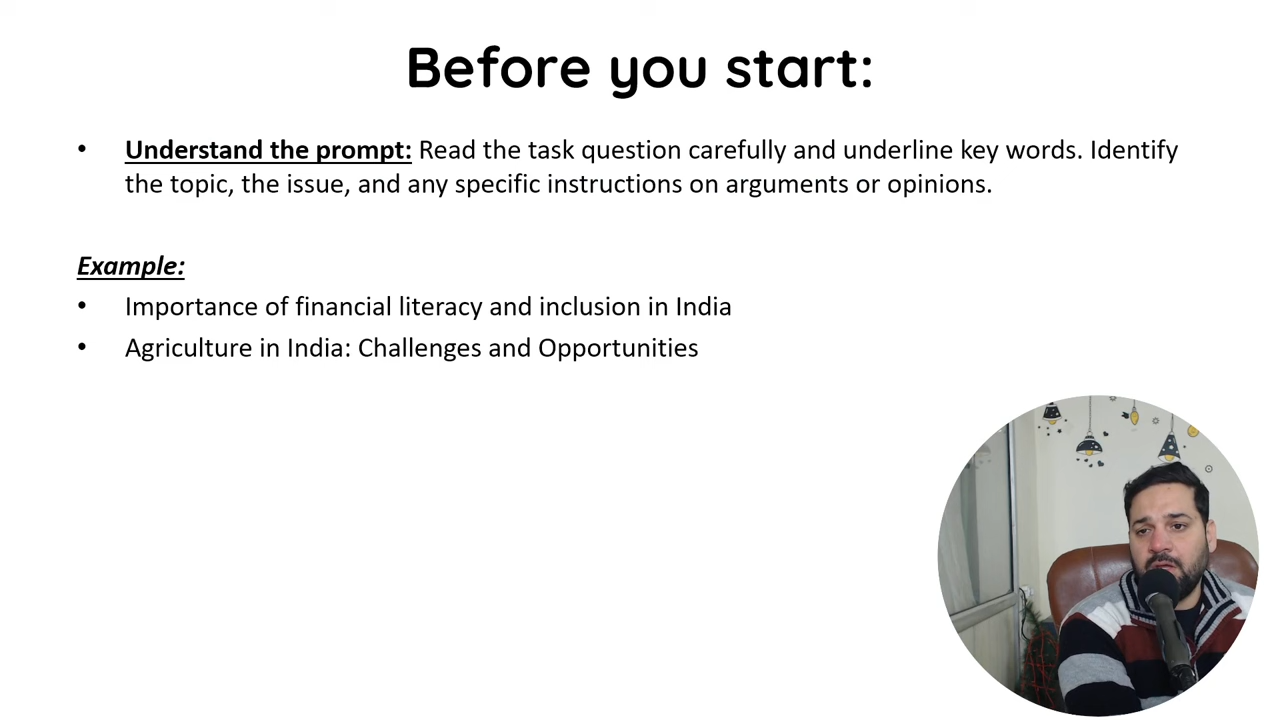 Before you start:
• Understand the prompt: Read the task question carefully and underline key words. Identify
the topic, the issue, and any specific instructions on arguments or opinions.
Example:
• Importance of financial literacy and inclusion in India
• Agriculture in India: Challenges and Opportunities